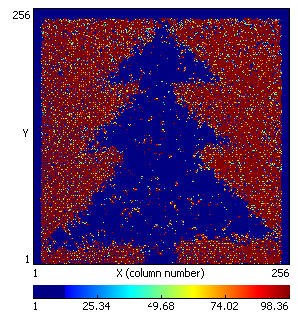 256
Y
1
1 X (column number) 256
1 25.34 49.68 74.02 98.36